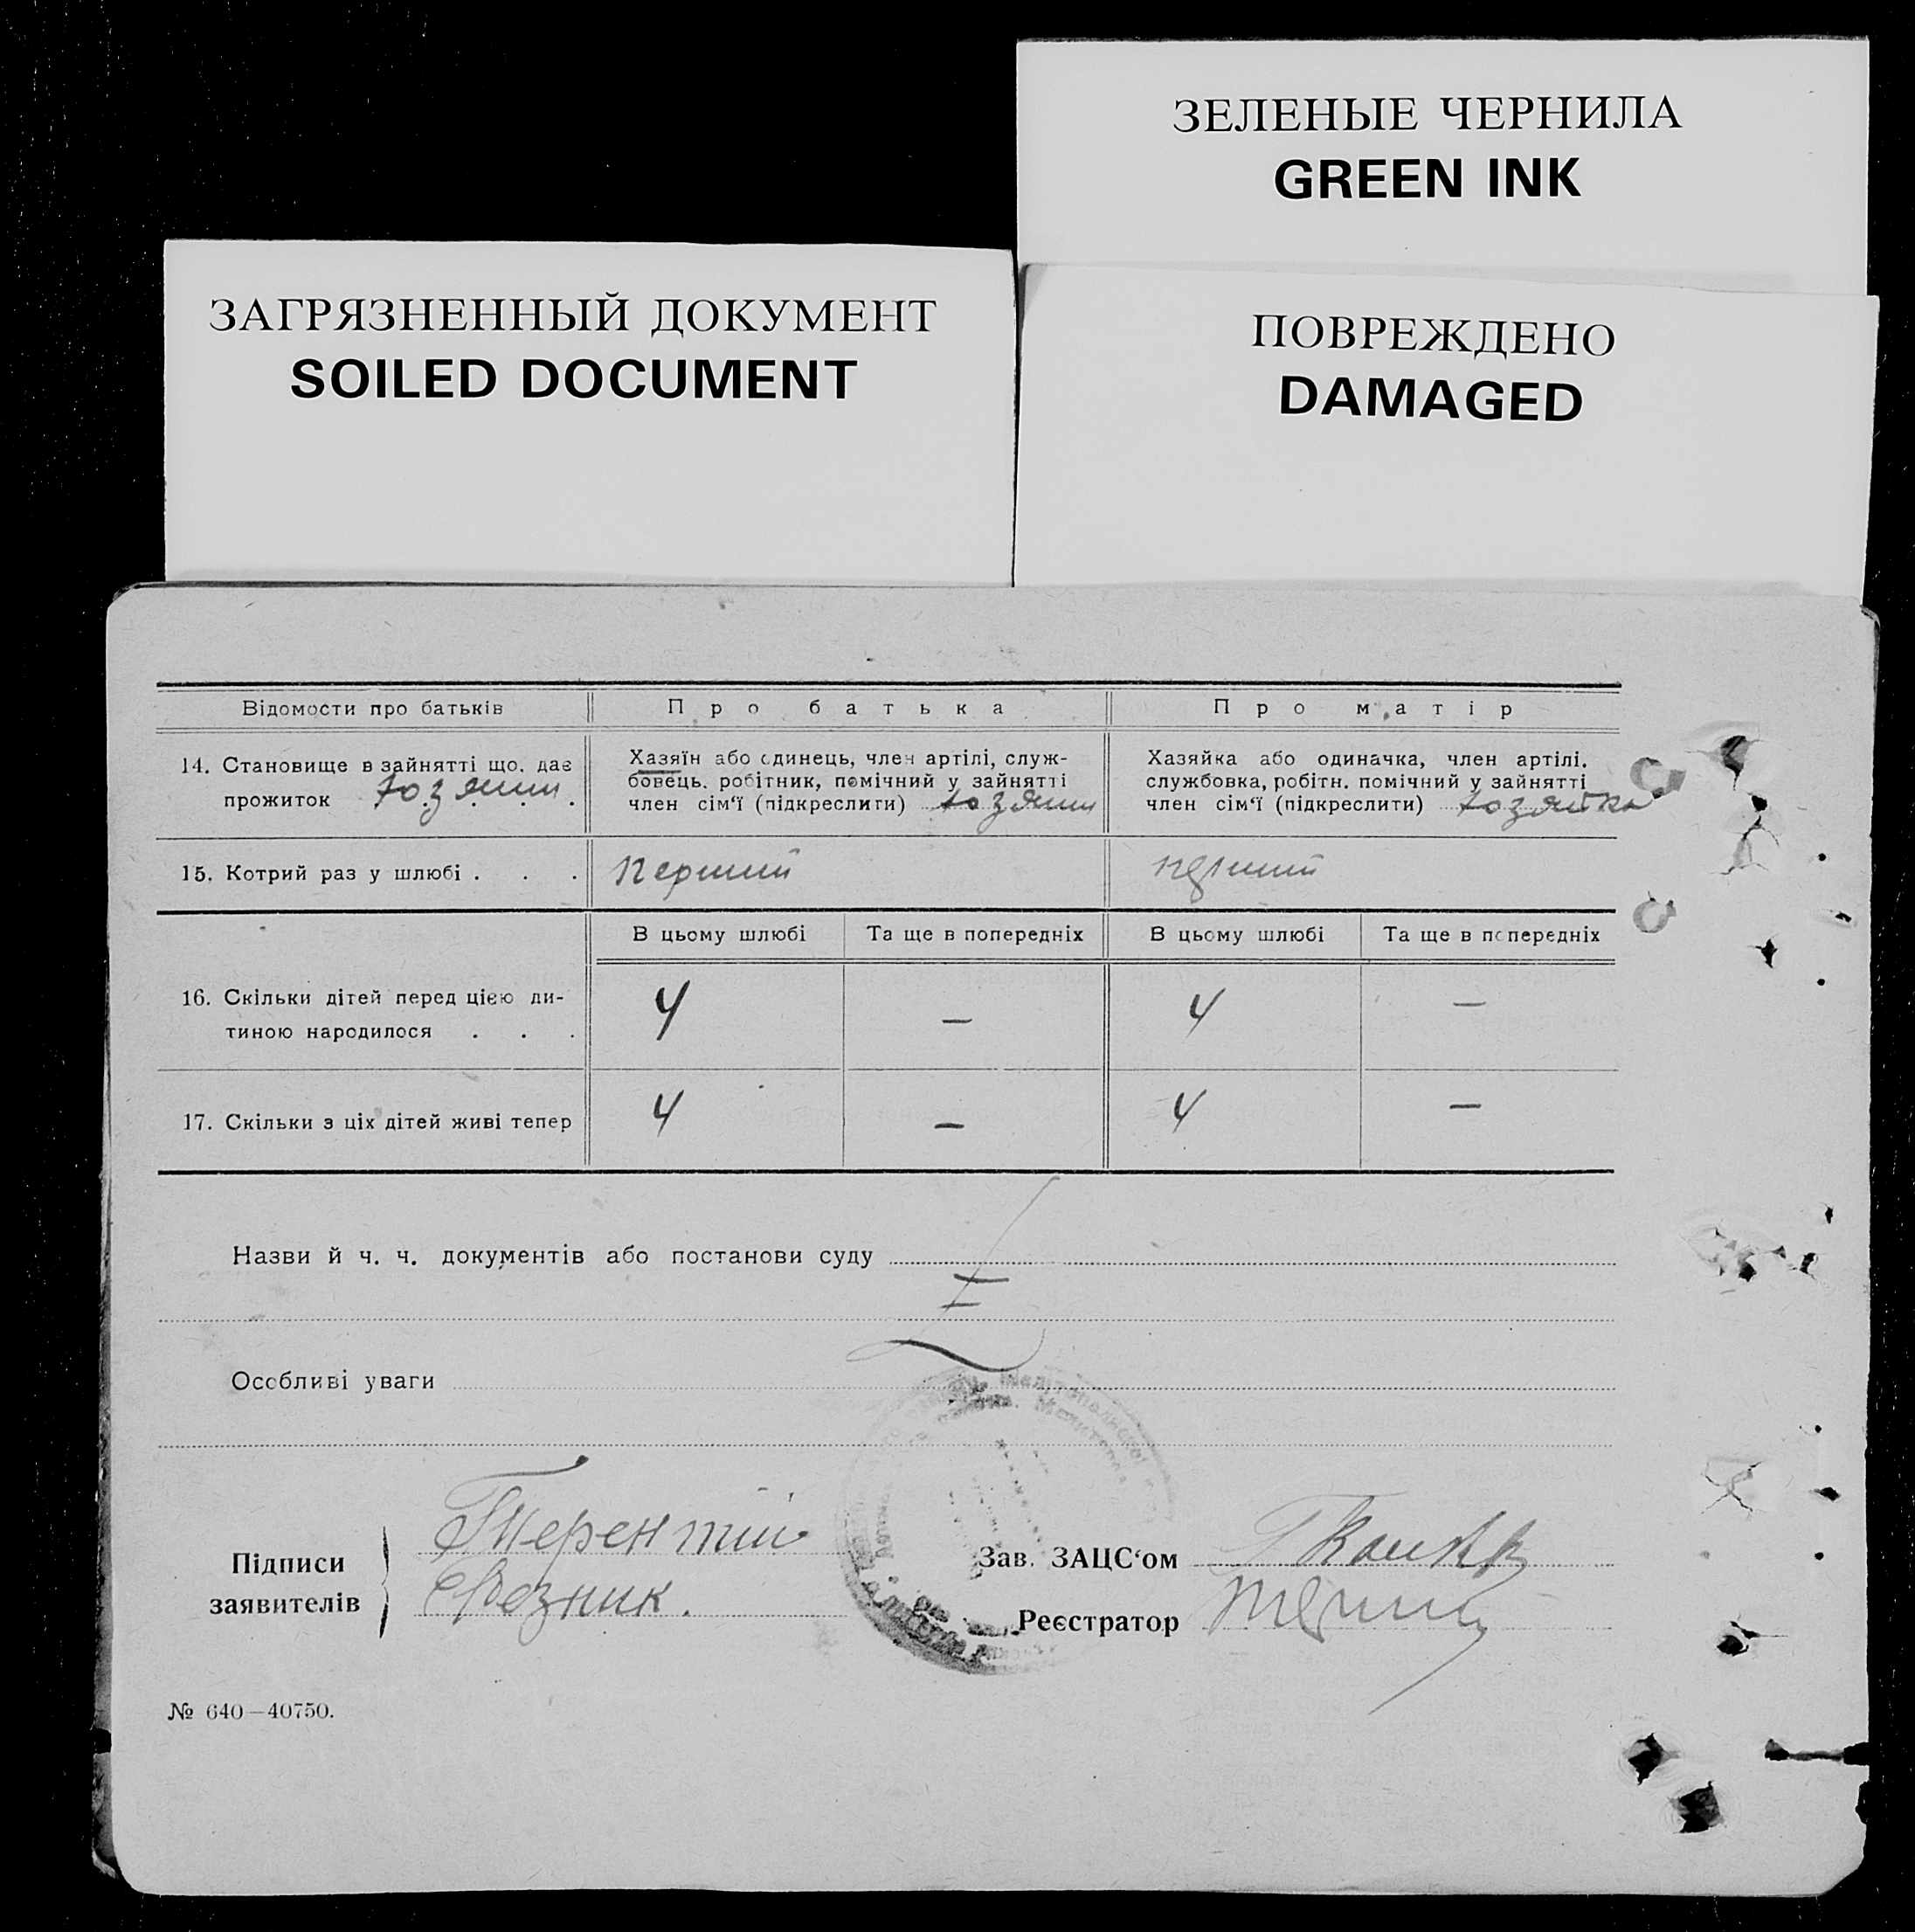 ЗЕЛЕНЫЕ ЧЕРНИЛА
GREEN INK
ЗАГРЯЗНЕННЫЙ ДОКУМЕНТ
SOILED DOCUMENT
ПОВРЕЖДЕНО
DAMAGED
Відомости про батьків
Про батька
Про матір
14. Становище в зайнятті що дає
прожиток хозяин
Хазяїн або одинець, член артілі, служ-
бовець, робітник, помічний у зайнятті
член сім'ї (підкреслити) хозяин
Хазяйка або одиначка, член артілі,
службовка, робітн. помічний у зайнятті
член сім'ї (підкреслити) хозяйка
15. Котрий раз у шлюбі . . .
перший
перший
В цьому шлюбі
Та ще в попередніх
В цьому шлюбі
Та ще в попередніх
16. Скільки дітей перед цією ди-
тиною народилося . . .
4
—
4
—
17. Скільки з ціх дітей живі тепер
4
—
4
—
Назви й ч. ч. документів або постанови суду
Особливі уваги
Підписи
заявителів
Терентий
Зав. ЗАЦС'ом
Реєстратор
№ 640—40750.